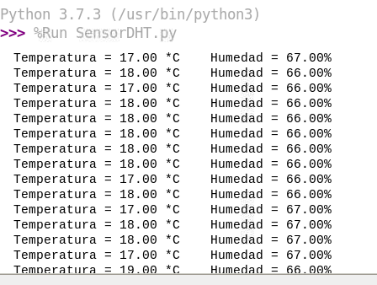 Python 3.7.3 (/usr/bin/python3)
>>> %Run SensorDHT.py
Temperatura = 17.00 *C    Humedad = 67.00%
Temperatura = 18.00 *C    Humedad = 66.00%
Temperatura = 17.00 *C    Humedad = 66.00%
Temperatura = 18.00 *C    Humedad = 66.00%
Temperatura = 18.00 *C    Humedad = 66.00%
Temperatura = 18.00 *C    Humedad = 66.00%
Temperatura = 18.00 *C    Humedad = 66.00%
Temperatura = 18.00 *C    Humedad = 66.00%
Temperatura = 17.00 *C    Humedad = 66.00%
Temperatura = 18.00 *C    Humedad = 66.00%
Temperatura = 17.00 *C    Humedad = 67.00%
Temperatura = 18.00 *C    Humedad = 67.00%
Temperatura = 18.00 *C    Humedad = 67.00%
Temperatura = 17.00 *C    Humedad = 67.00%
Temperatura = 19.00 *C    Humedad = 66.00%